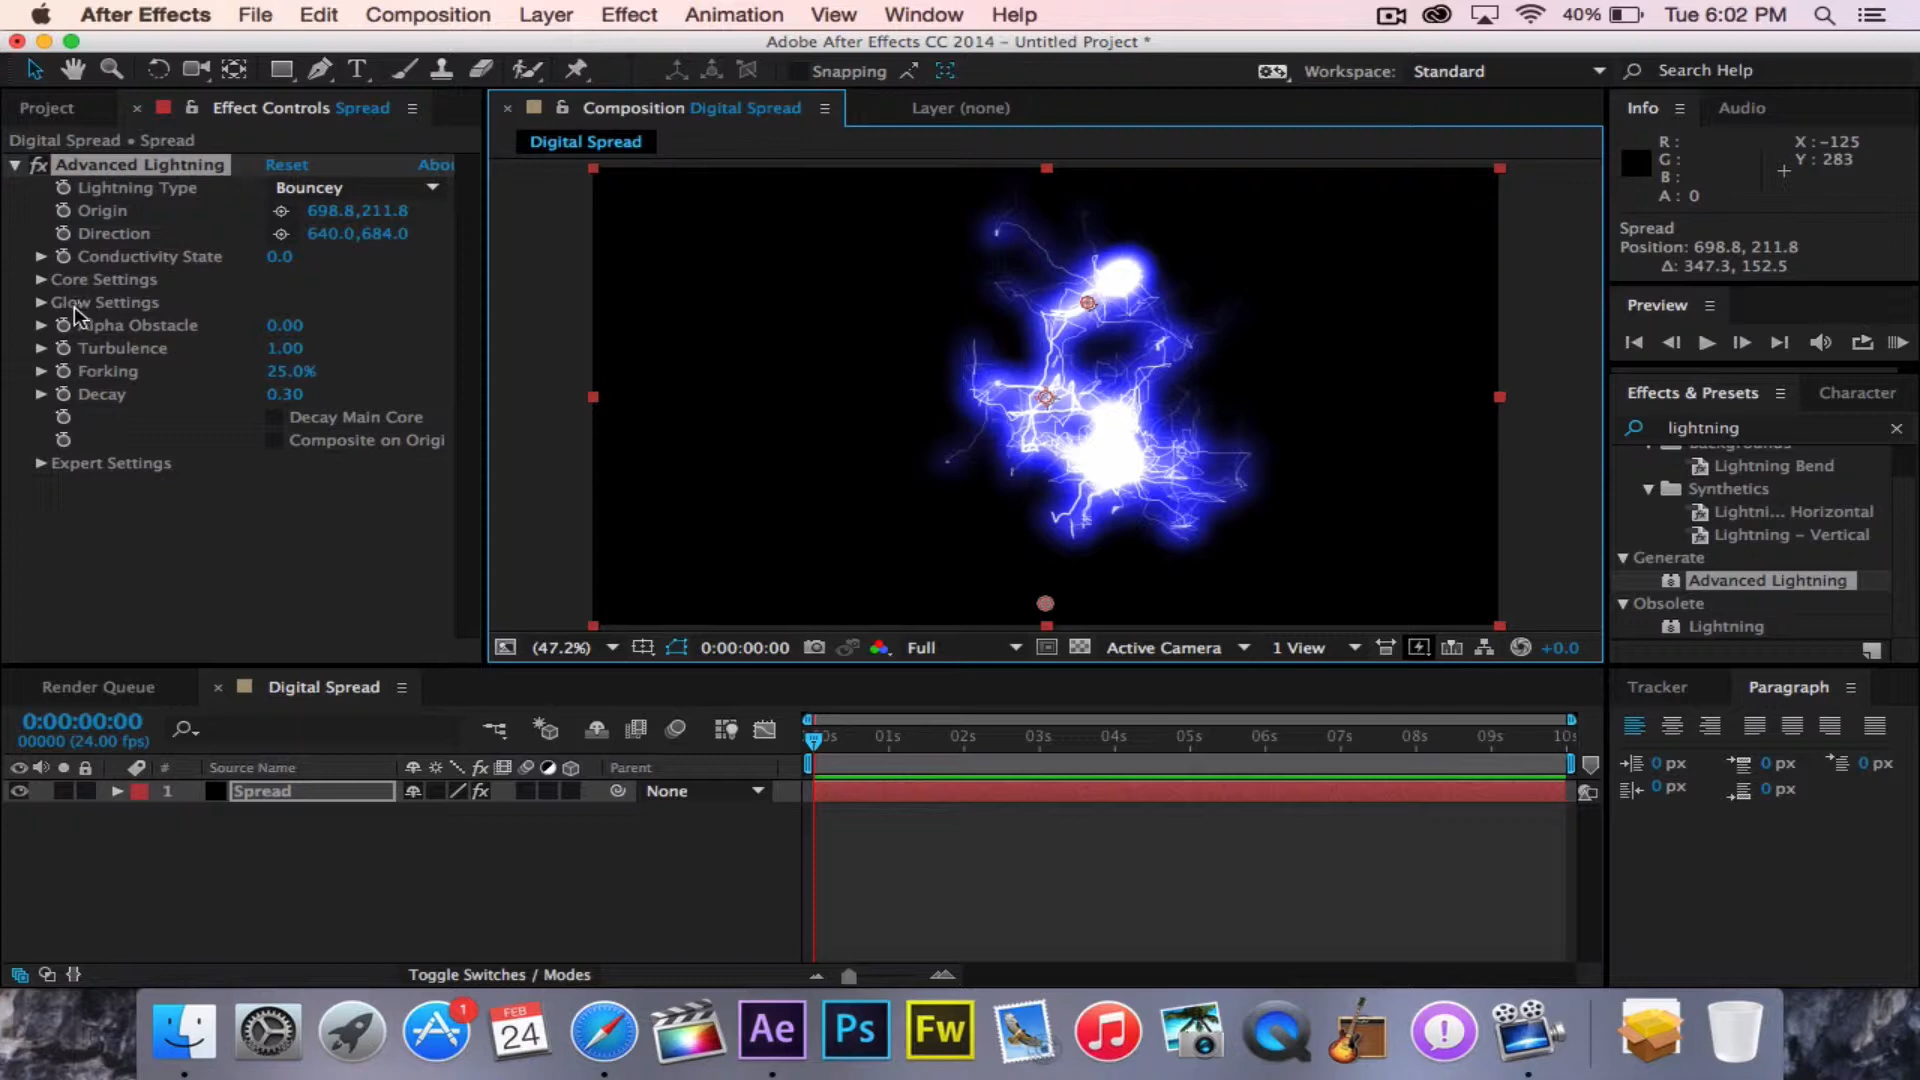 After Effects File Edit Composition Layer Effect Animation View Window Help 40% Tue 6:02 PM
Adobe After Effects CC 2014 – Untitled Project *
T Snapping Workspace: Standard Search Help
Project Effect Controls Spread Composition Digital Spread Layer (none) Info Audio
Digital Spread • Spread
Digital Spread
R : X : -125
G : Y : 283
B :
A : 0
fx Advanced Lightning Reset Abou
Lightning Type Bouncey
Origin 698.8,211.8
Direction 640.0,684.0
Conductivity State 0.0
Core Settings
Glow Settings
Alpha Obstacle 0.00
Turbulence 1.00
Forking 25.0%
Decay 0.30
Decay Main Core
Composite on Origi
Expert Settings
Spread
Position: 698.8, 211.8
Δ: 347.3, 152.5
Preview
Effects & Presets Character
lightning
Backgrounds
Lightning Bend
Synthetics
Lightni... Horizontal
Lightning – Vertical
Generate
Advanced Lightning
Obsolete
Lightning
(47.2%) 0:00:00:00 Full Active Camera 1 View +0.0
Render Queue Digital Spread Tracker Paragraph
0:00:00:00
00000 (24.00 fps)
01s 02s 03s 04s 05s 06s 07s 08s 09s 10s
# Source Name fx Parent
1 Spread fx None
0 px 0 px 0 px
0 px 0 px
Toggle Switches / Modes
1 FEB 24 Ae Ps Fw